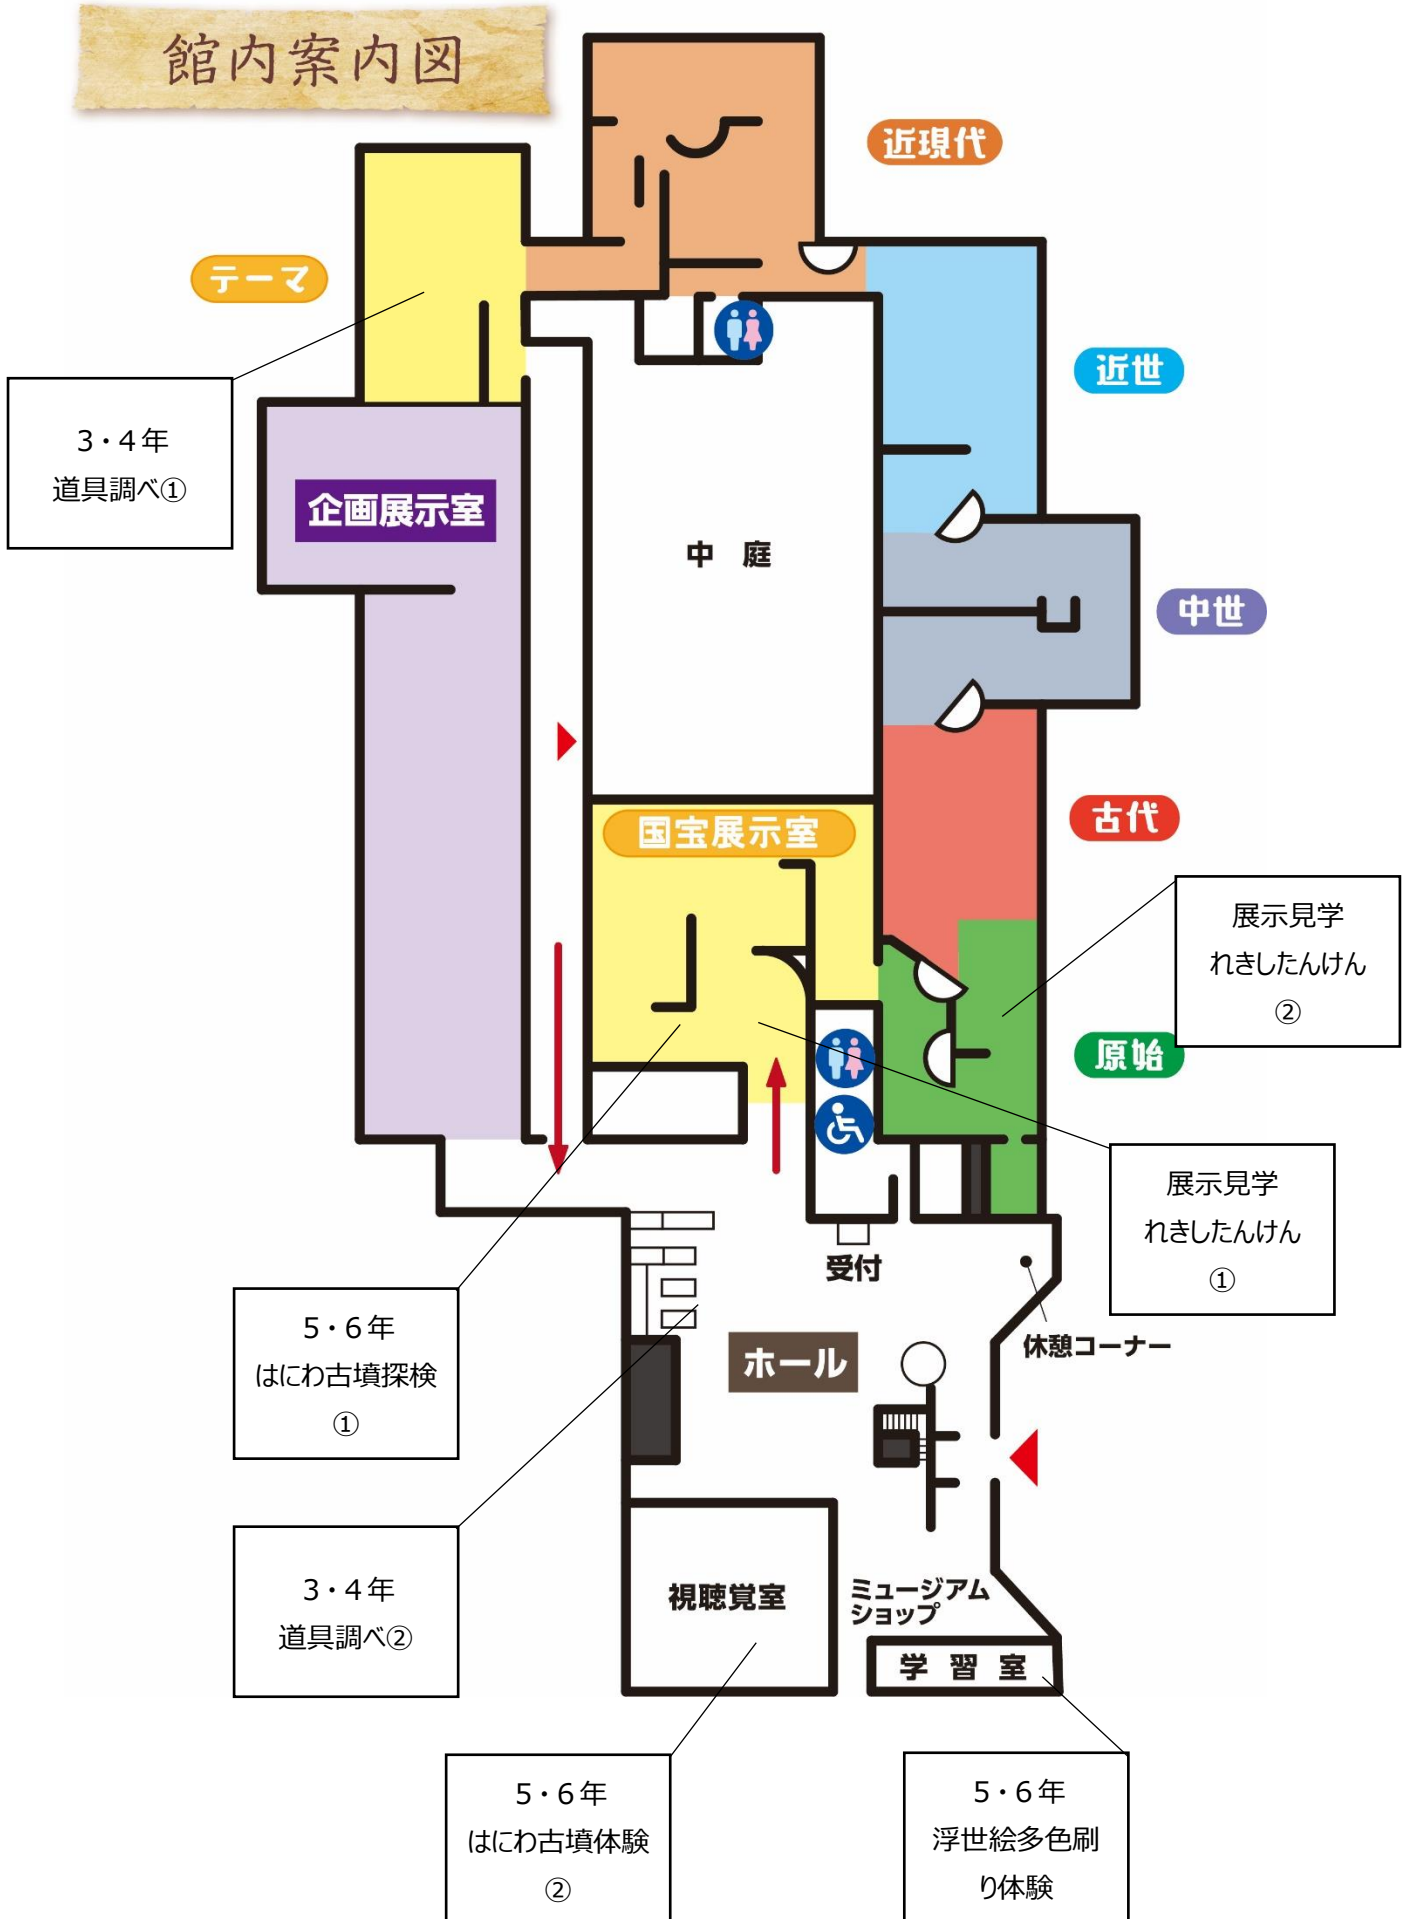 館内案内図
近現代
テーマ
近世
3・4年
道具調べ①
企画展示室
中 庭
中世
国宝展示室
古代
展示見学
れきしたんけん
②
原始
展示見学
れきしたんけん
①
受付
休憩コーナー
5・6年
はにわ古墳探検
①
ホール
3・4年
道具調べ②
視聴覚室
ミュージアム
ショップ
学 習 室
5・6年
はにわ古墳体験
②
5・6年
浮世絵多色刷
り体験